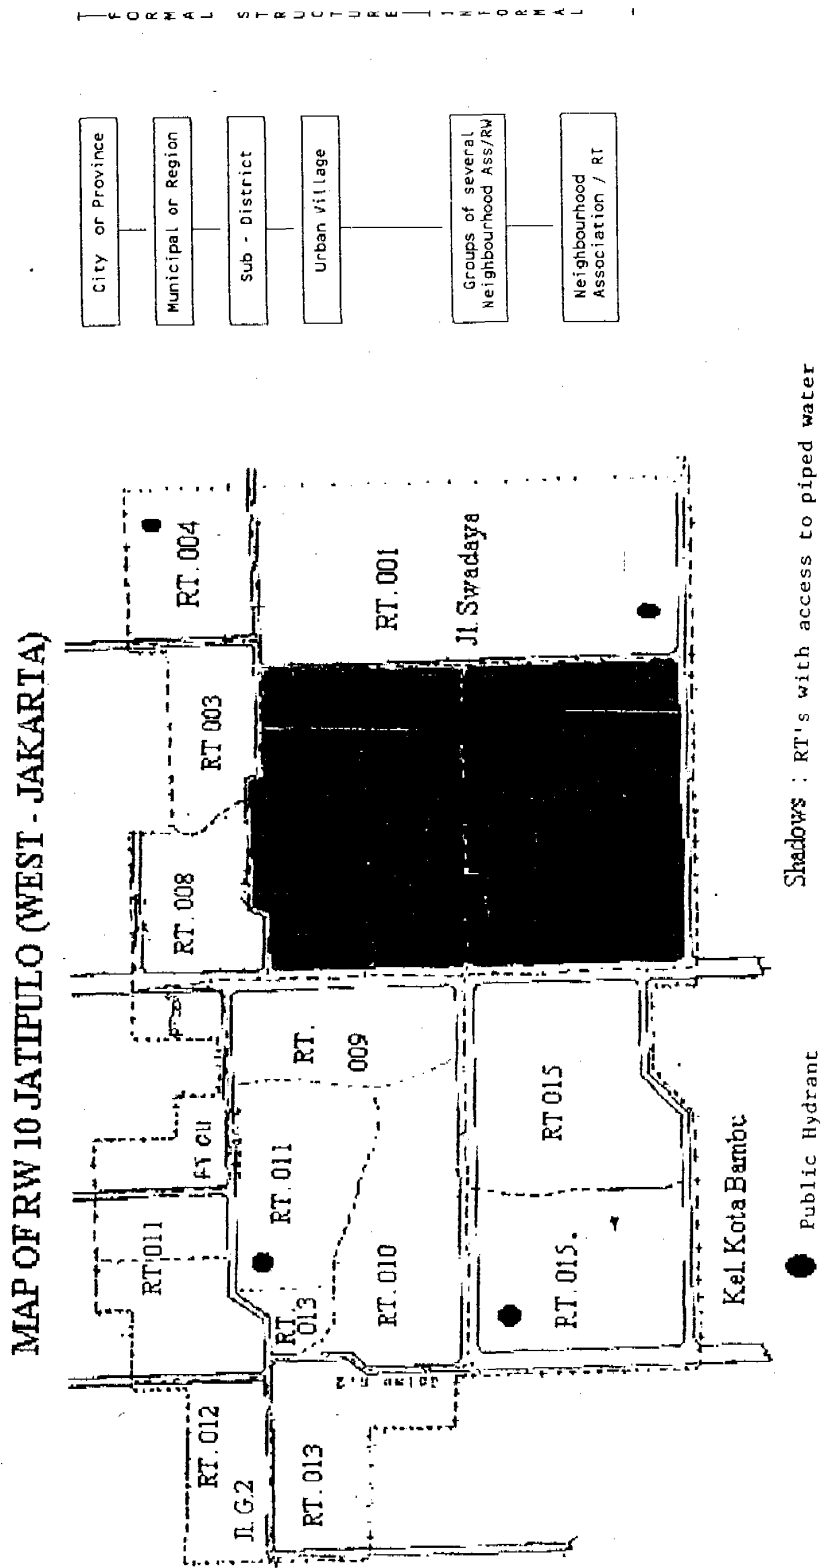 MAP OF RW 10 JATIPULO (WEST - JAKARTA)
RT. 012
Jl. G.2
RT. 013
RT 011
RT
013
RT. 011
RT. 010
RT.
009
RT. 015.
RT 015
RT. 008
RT 003
RT. 004
RT. 001
Jl. Swadaya
Kel Kota Bambu
Public Hydrant
Shadows : RT's with access to piped water
City or Province
Municipal or Region
Sub - District
Urban Village
Groups of several
Neighbourhood Ass/RW
Neighbourhood
Association / RT
FORMAL STRUCTURE
INFORMAL